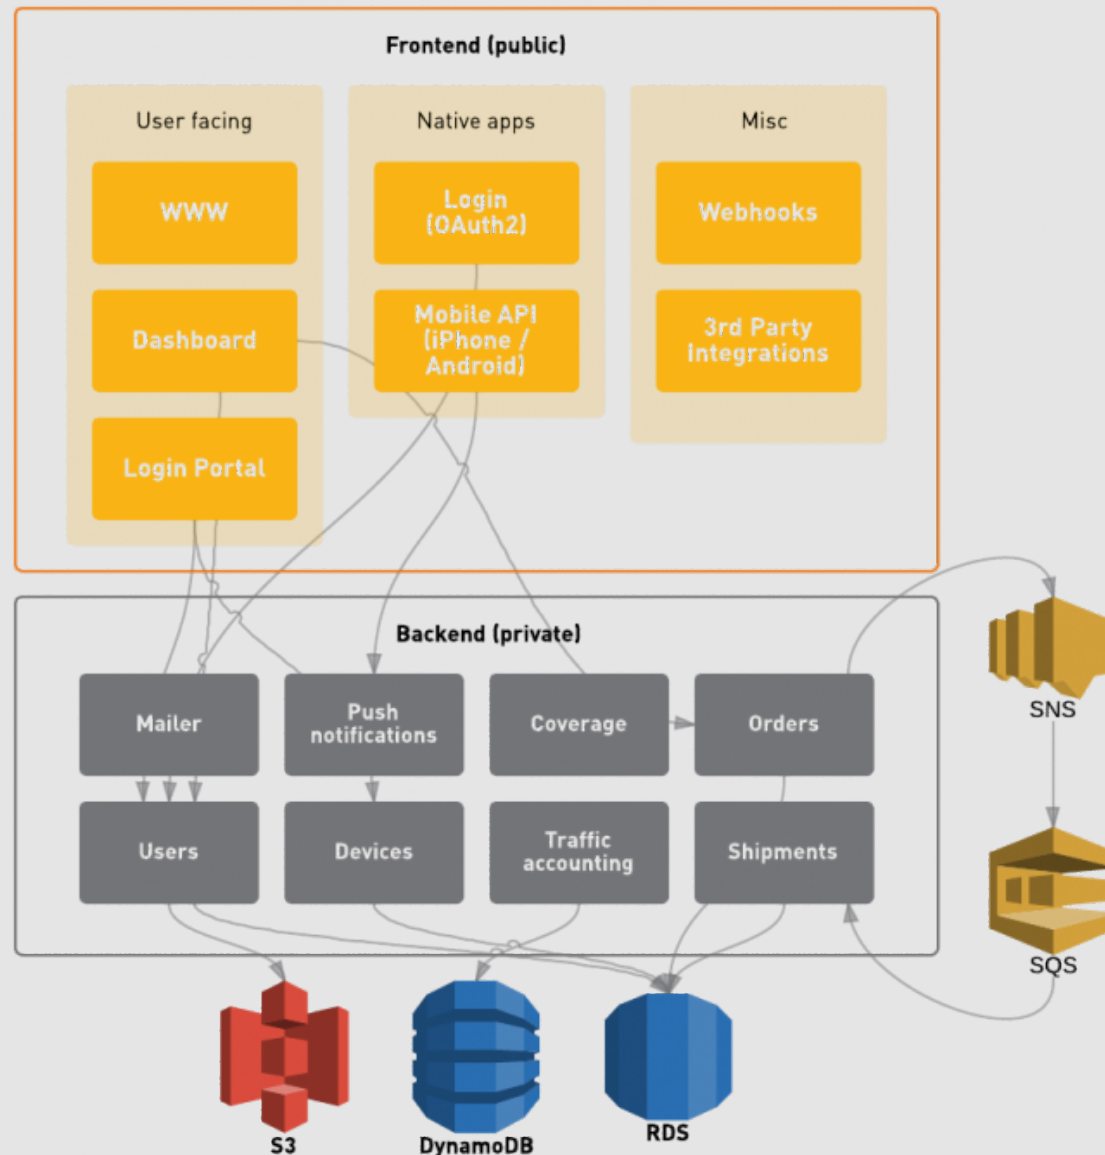 Frontend (public)
User facing
Native apps
Misc
WWW
Login
(OAuth2)
Webhooks
Dashboard
Mobile API
(iPhone /
Android)
3rd Party
integrations
Login Portal
Backend (private)
Mailer
Push
notifications
Coverage
Orders
SNS
Users
Devices
Traffic
accounting
Shipments
SQS
S3
DynamoDB
RDS